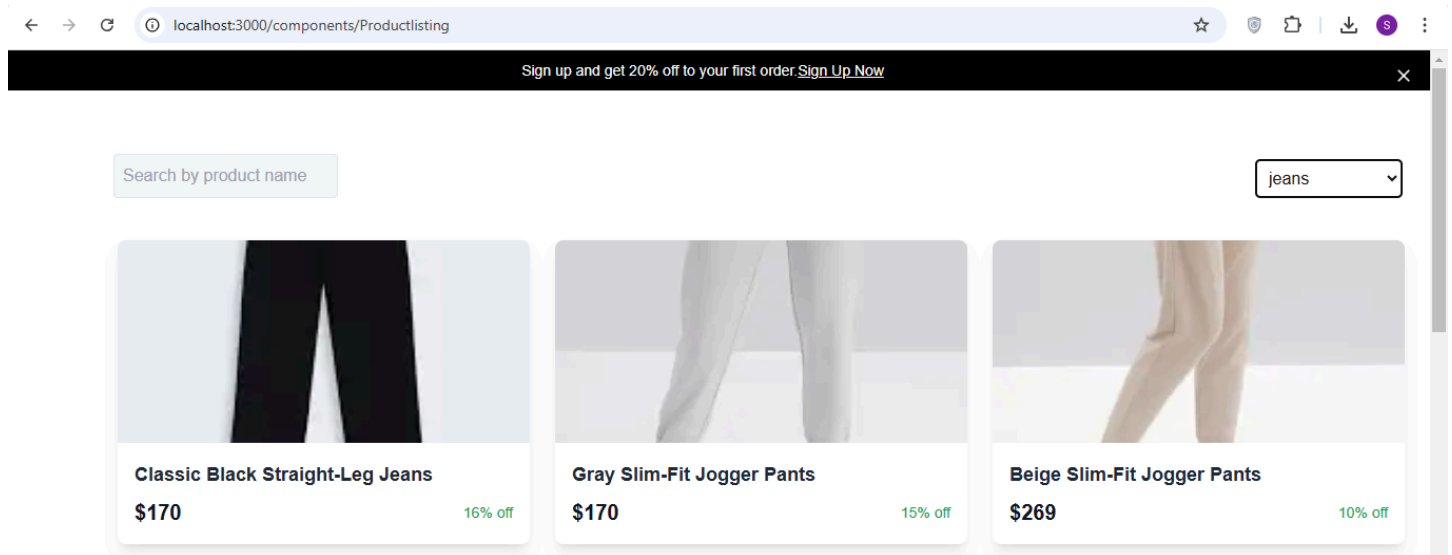 localhost:3000/components/Productlisting
S
Sign up and get 20% off to your first order.Sign Up Now
Search by product name
jeans
Classic Black Straight-Leg Jeans
$170
16% off
Gray Slim-Fit Jogger Pants
$170
15% off
Beige Slim-Fit Jogger Pants
$269
10% off